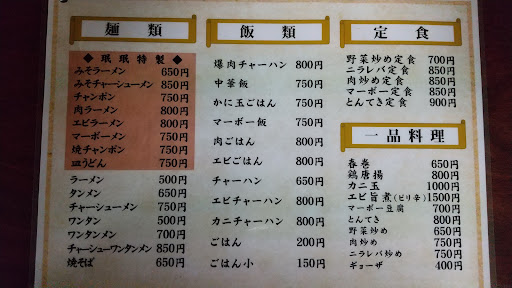 麺類
◆珉珉特製◆
みそラーメン 650円
みそチャーシューメン 850円
チャンポン 750円
肉ラーメン 800円
エビラーメン 800円
マーボーメン 750円
焼チャンポン 750円
皿うどん 750円
ラーメン 500円
タンメン 650円
チャーシューメン 750円
ワンタン 500円
ワンタンメン 700円
チャーシューワンタンメン 850円
焼そば 650円
飯類
爆肉チャーハン 800円
中華飯 750円
かに玉ごはん 750円
マーボー飯 750円
肉ごはん 800円
エビごはん 800円
チャーハン 650円
エビチャーハン 800円
カニチャーハン 800円
ごはん 200円
ごはん小 150円
定食
野菜炒め定食 700円
ニラレバ定食 800円
肉炒め定食 800円
マーボー定食 800円
とんてき定食 900円
一品料理
春巻 650円
鶏唐揚 800円
カニ玉 1000円
エビ旨煮(ピリ辛) 1500円
マーボー豆腐 700円
とんてき 800円
野菜炒め 650円
肉炒め 750円
ニラレバ炒め 750円
ギョーザ 400円